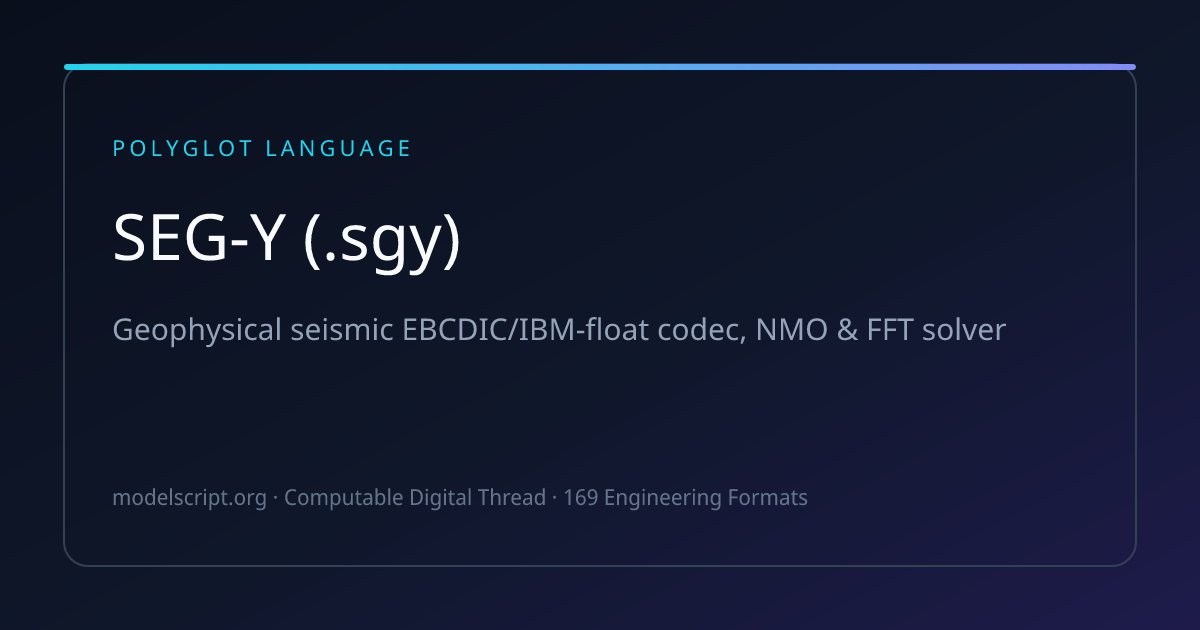 POLYGLOT LANGUAGE
SEG-Y (.sgy)
Geophysical seismic EBCDIC/IBM-float codec, NMO & FFT solver
modelscript.org · Computable Digital Thread · 169 Engineering Formats